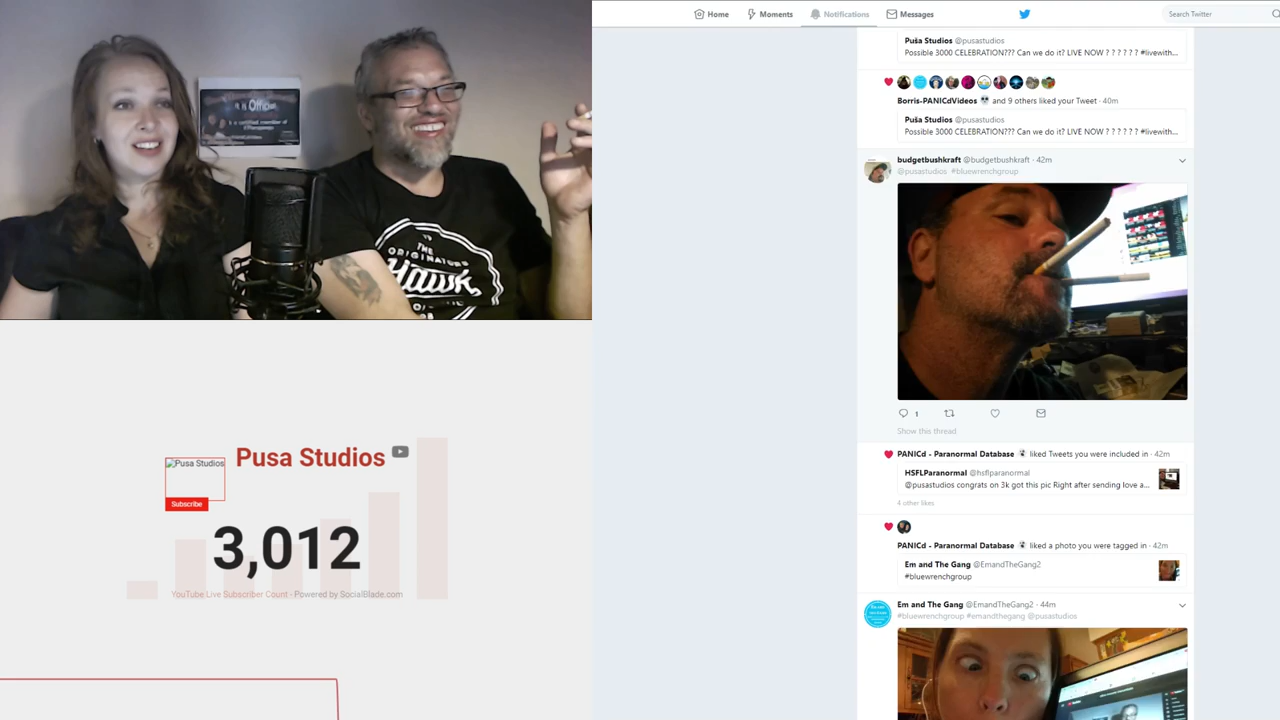 It is Official
THE
ORIGINATORS
Hawk
Pusa Studios
Pusa Studios
Subscribe
3,012
YouTube Live Subscriber Count - Powered by SocialBlade.com
Home
Moments
Notifications
Messages
Search Twitter
Puša Studios @pusastudios
Possible 3000 CELEBRATION??? Can we do it? LIVE NOW ? ? ? ? ? ? #livewith...
Borris-PANICdVideos 💀 and 9 others liked your Tweet · 40m
Puša Studios @pusastudios
Possible 3000 CELEBRATION??? Can we do it? LIVE NOW ? ? ? ? ? ? #livewith...
budgetbushkraft @budgetbushkraft · 42m
@pusastudios #bluewrenchgroup
1
Show this thread
PANICd - Paranormal Database liked Tweets you were included in · 42m
HSFLParanormal @hsflparanormal
@pusastudios congrats on 3k got this pic Right after sending love a...
4 other likes
PANICd - Paranormal Database liked a photo you were tagged in · 42m
Em and The Gang @EmandTheGang2
#bluewrenchgroup
Em and The Gang @EmandTheGang2 · 44m
#bluewrenchgroup #emandthegang @pusastudios